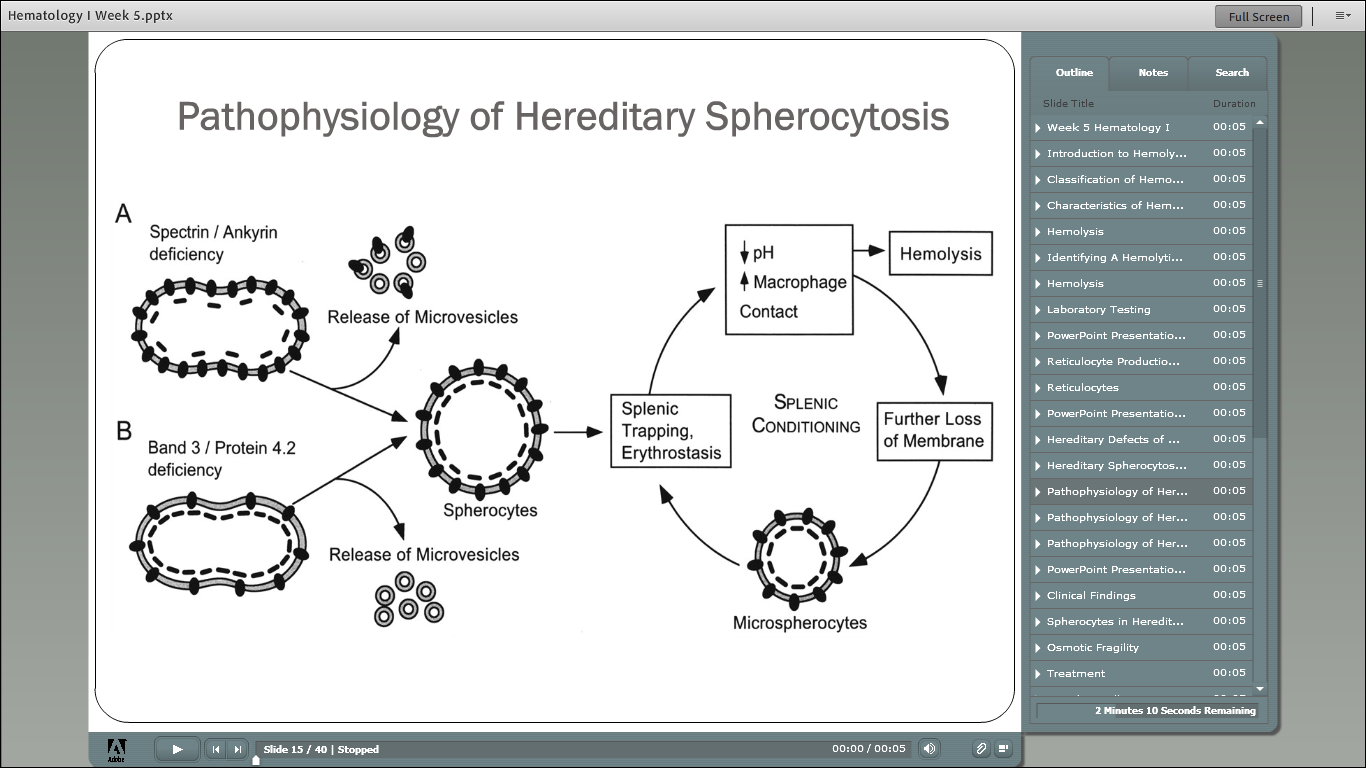 Hematology I Week 5.pptx
Full Screen
Pathophysiology of Hereditary Spherocytosis
A
Spectrin / Ankyrin
deficiency
Release of Microvesicles
B
Band 3 / Protein 4.2
deficiency
Release of Microvesicles
Spherocytes
Splenic
Trapping,
Erythrostasis
↓ pH
↑ Macrophage
Contact
Hemolysis
SPLENIC
CONDITIONING
Further Loss
of Membrane
Microspherocytes
Outline
Notes
Search
Slide Title Duration
Week 5 Hematology I 00:05
Introduction to Hemoly... 00:05
Classification of Hemo... 00:05
Characteristics of Hem... 00:05
Hemolysis 00:05
Identifying A Hemolyti... 00:05
Hemolysis 00:05
Laboratory Testing 00:05
PowerPoint Presentatio... 00:05
Reticulocyte Productio... 00:05
Reticulocytes 00:05
PowerPoint Presentatio... 00:05
Hereditary Defects of ... 00:05
Hereditary Spherocytos... 00:05
Pathophysiology of Her... 00:05
Pathophysiology of Her... 00:05
Pathophysiology of Her... 00:05
PowerPoint Presentatio... 00:05
Clinical Findings 00:05
Spherocytes in Heredit... 00:05
Osmotic Fragility 00:05
Treatment 00:05
2 Minutes 10 Seconds Remaining
Adobe
Slide 15 / 40 | Stopped
00:00 / 00:05